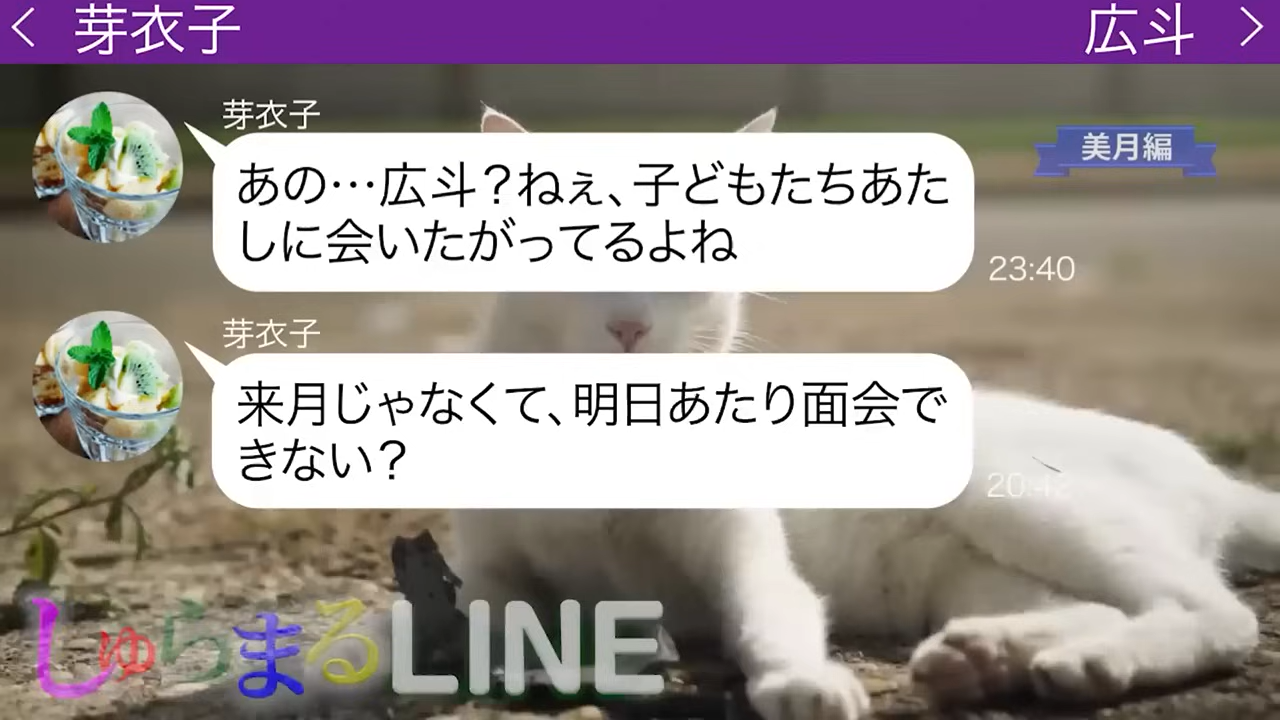 芽衣子
広斗
芽衣子
美月編
あの…広斗？ねぇ、子どもたちあた
しに会いたがってるよね
23:40
芽衣子
来月じゃなくて、明日あたり面会で
きない？
20:42
しゅらまるLINE